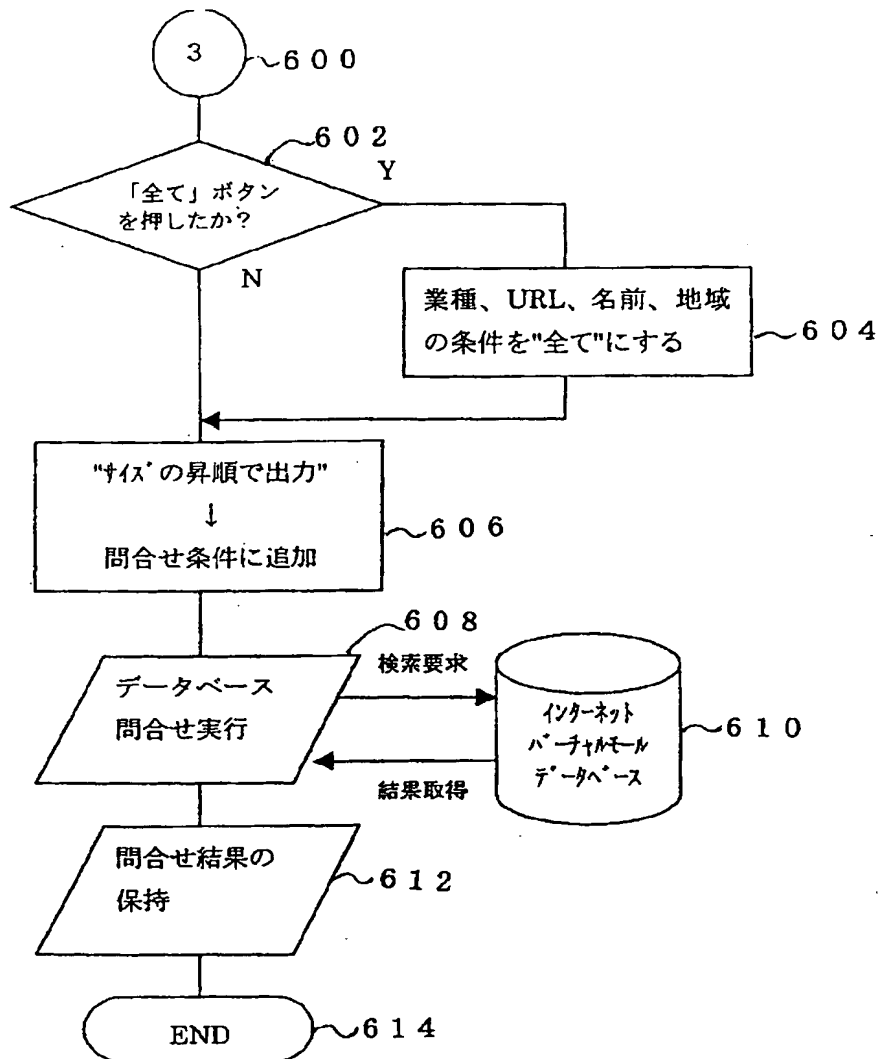 3
600
602
Y
「全て」ボタン
を押したか？
N
業種、URL、名前、地域
の条件を"全て"にする
604
"ｻｲｽﾞの昇順で出力"
↓
問合せ条件に追加
606
608
検索要求
データベース
問合せ実行
インターネット
バーチャルモール
データベース
610
結果取得
問合せ結果の
保持
612
END
614